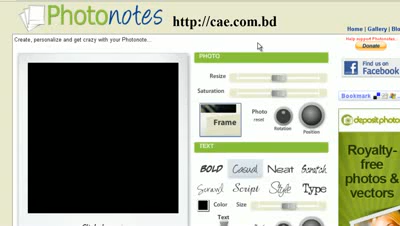 Photonotes
http://cae.com.bd
Create, personalize and get crazy with your Photonote...
Home | Gallery | Blo
Help support Photonotes
Donate
Find us on
Facebook
Bookmark
depositphoto
Royalty-
free
photos &
vectors
PHOTO
Resize
Saturation
Frame
Photo
reset
Rotation
Position
TEXT
BOLD
Casual
Neat
Scratch
Scrawl
Script
Style
Type
Color
Size
Text